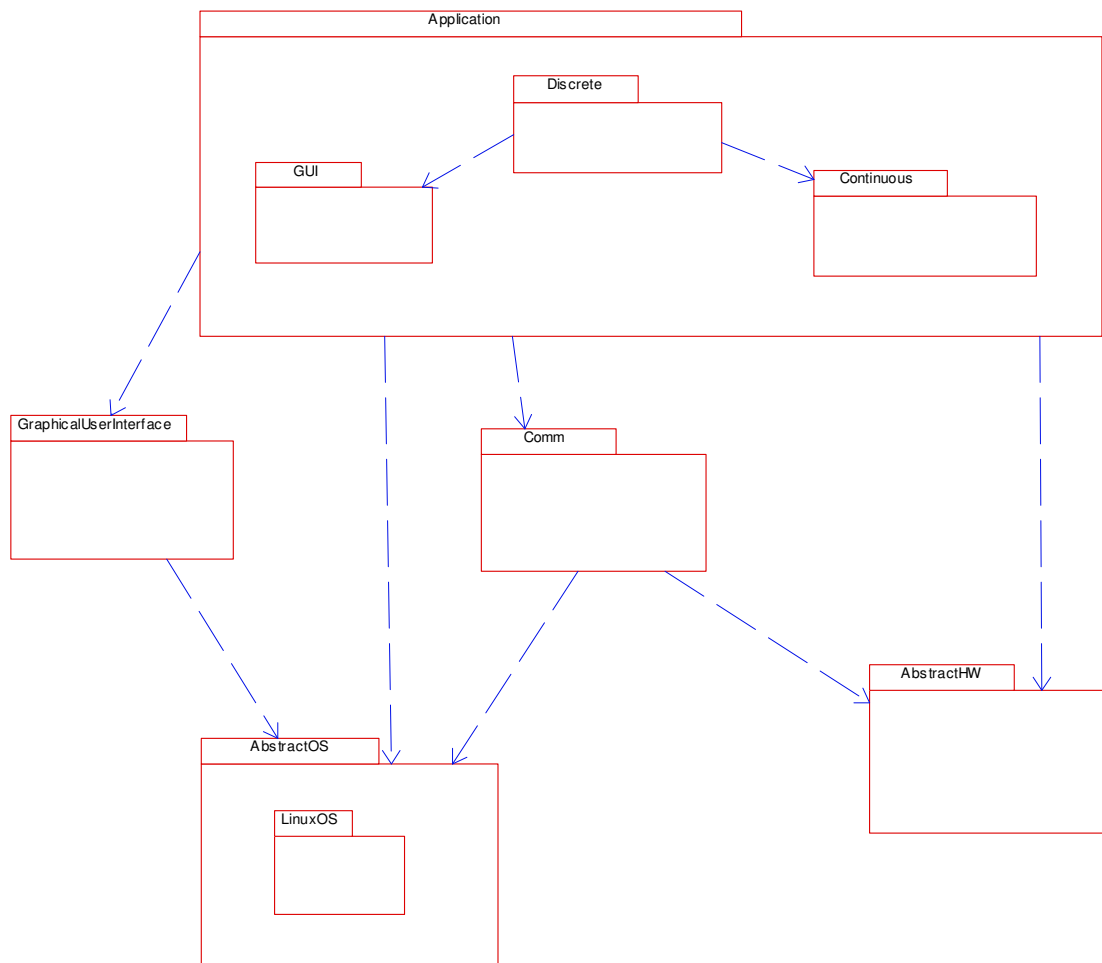 Application
Discrete
GUI
Continuous
GraphicalUserInterface
Comm
AbstractHW
AbstractOS
LinuxOS